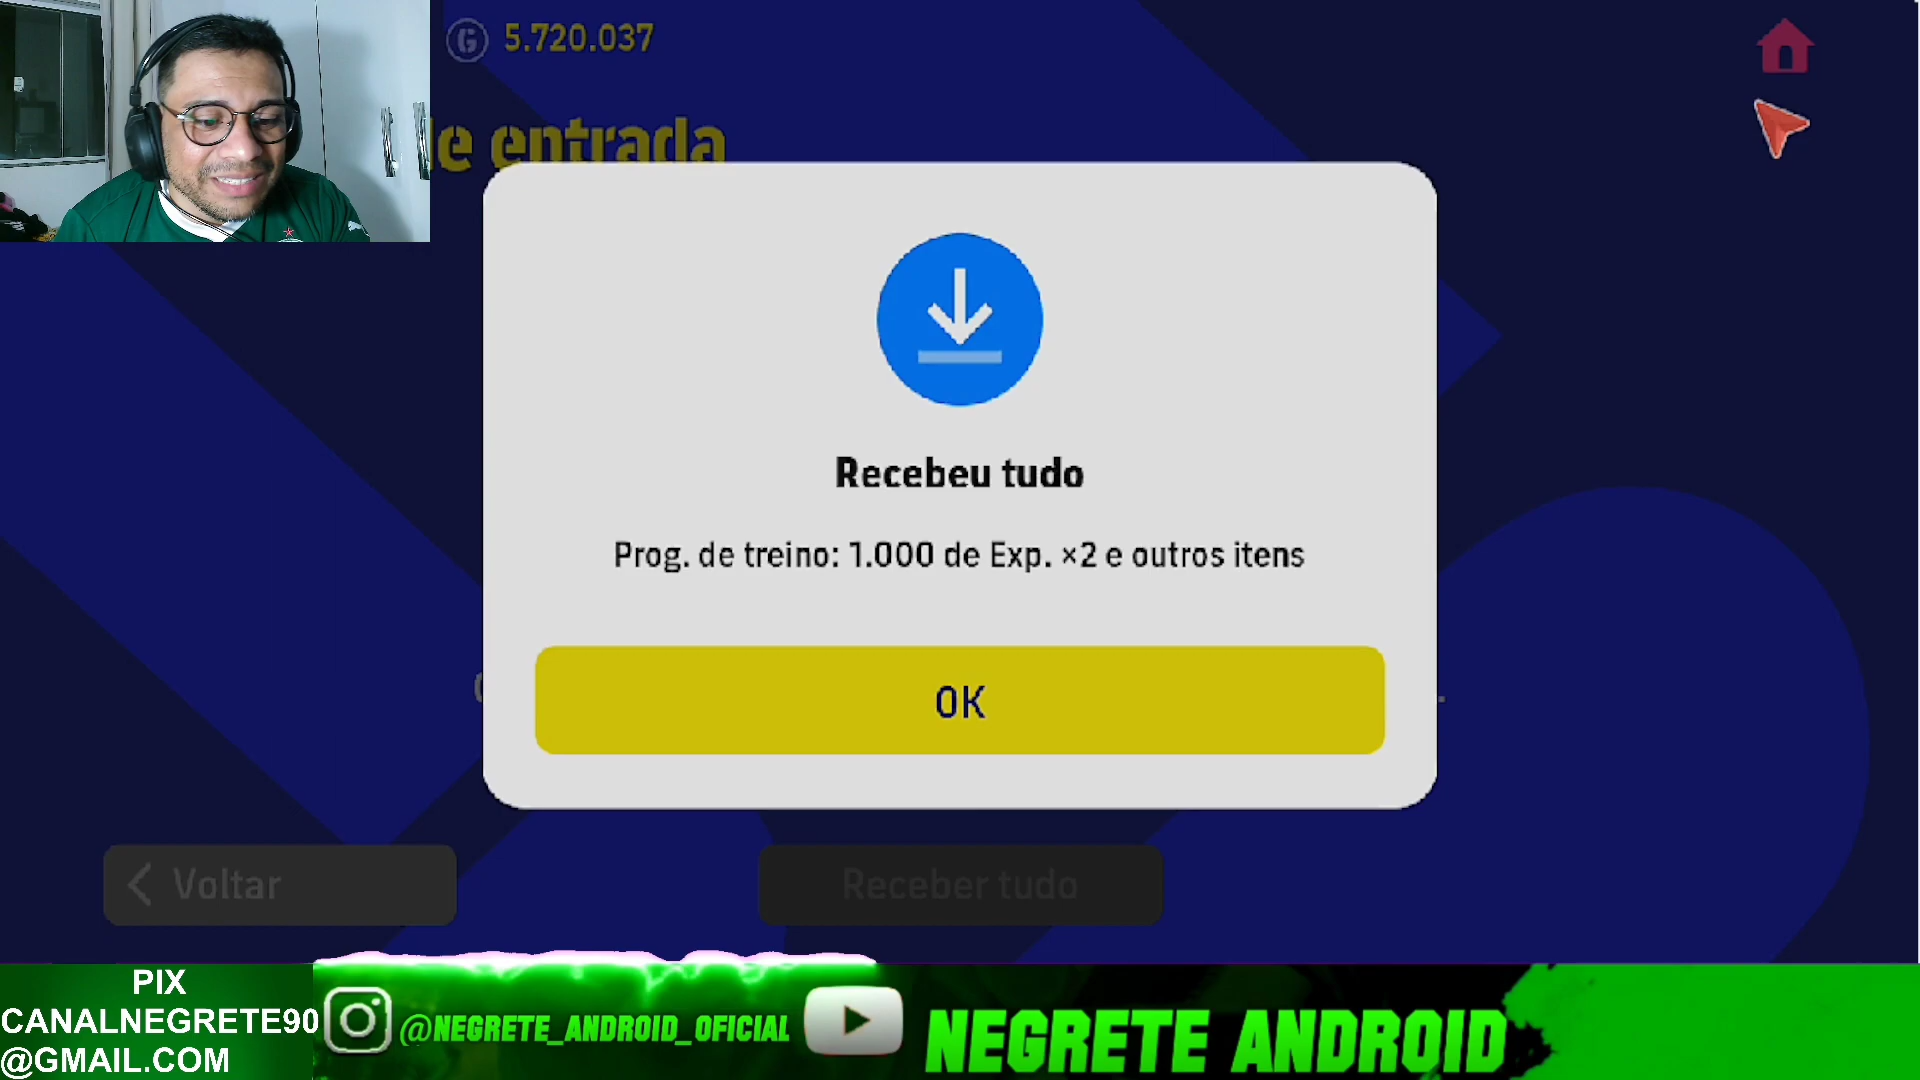 5.720.037
de entrada
Recebeu tudo
Prog. de treino: 1.000 de Exp. ×2 e outros itens
OK
Voltar
Receber tudo
PIX
CANALNEGRETE90
@GMAIL.COM
@NEGRETE_ANDROID_OFICIAL
NEGRETE ANDROID